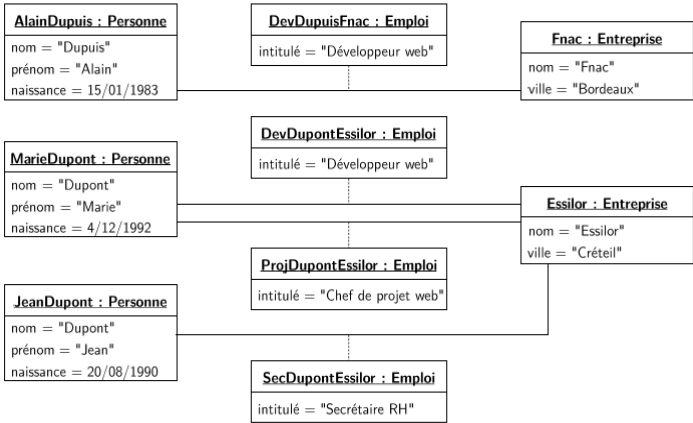 AlainDupuis : Personne
nom = "Dupuis"
prénom = "Alain"
naissance = 15/01/1983
DevDupuisFnac : Emploi
intitulé = "Développeur web"
Fnac : Entreprise
nom = "Fnac"
ville = "Bordeaux"
DevDupontEssilor : Emploi
intitulé = "Développeur web"
MarieDupont : Personne
nom = "Dupont"
prénom = "Marie"
naissance = 4/12/1992
Essilor : Entreprise
nom = "Essilor"
ville = "Créteil"
ProjDupontEssilor : Emploi
intitulé = "Chef de projet web"
JeanDupont : Personne
nom = "Dupont"
prénom = "Jean"
naissance = 20/08/1990
SecDupontEssilor : Emploi
intitulé = "Secrétaire RH"